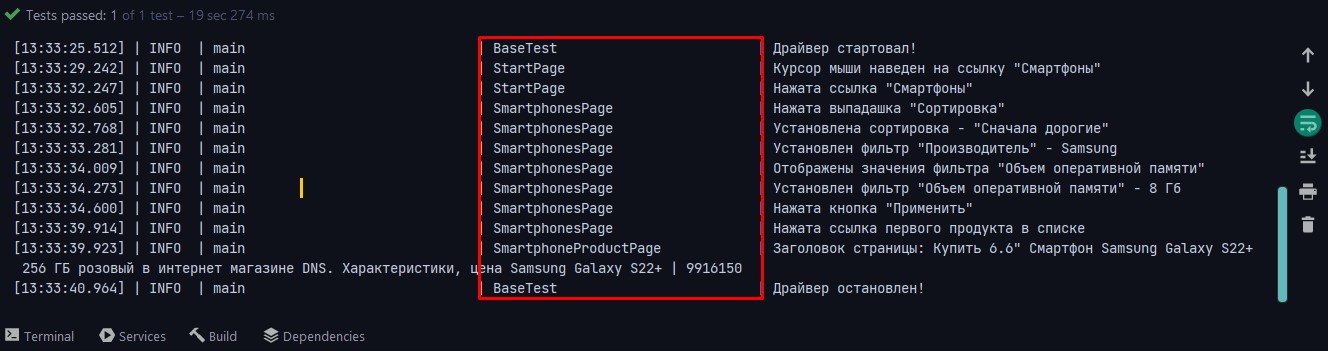 Tests passed: 1 of 1 test – 19 sec 274 ms
[13:33:25.512] | INFO | main | BaseTest | Драйвер стартовал!
[13:33:29.242] | INFO | main | StartPage | Курсор мыши наведен на ссылку "Смартфоны"
[13:33:32.247] | INFO | main | StartPage | Нажата ссылка "Смартфоны"
[13:33:32.605] | INFO | main | SmartphonesPage | Нажата выпадашка "Сортировка"
[13:33:32.768] | INFO | main | SmartphonesPage | Установлена сортировка - "Сначала дорогие"
[13:33:33.281] | INFO | main | SmartphonesPage | Установлен фильтр "Производитель" - Samsung
[13:33:34.009] | INFO | main | SmartphonesPage | Отображены значения фильтра "Объем оперативной памяти"
[13:33:34.273] | INFO | main | SmartphonesPage | Установлен фильтр "Объем оперативной памяти" - 8 Гб
[13:33:34.600] | INFO | main | SmartphonesPage | Нажата кнопка "Применить"
[13:33:39.914] | INFO | main | SmartphonesPage | Нажата ссылка первого продукта в списке
[13:33:39.923] | INFO | main | SmartphoneProductPage | Заголовок страницы: Купить 6.6" Смартфон Samsung Galaxy S22+
256 ГБ розовый в интернет магазине DNS. Характеристики, цена Samsung Galaxy S22+ | 9916150
[13:33:40.964] | INFO | main | BaseTest | Драйвер остановлен!
Terminal Services Build Dependencies